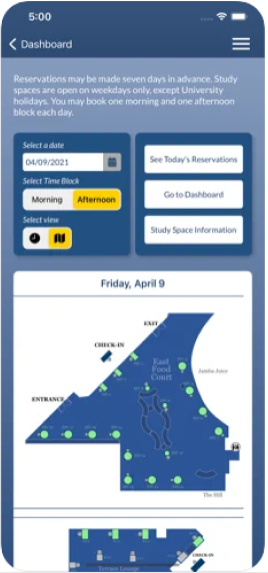 5:00
Dashboard
Reservations may be made seven days in advance. Study
spaces are open on weekdays only, except University
holidays. You may book one morning and one afternoon
block each day.
Select a date
04/09/2021
Select Time Block
Morning Afternoon
Select view
See Today's Reservations
Go to Dashboard
Study Space Information
Friday, April 9
EXIT
CHECK-IN
East
Food
Court
Jamba Juice
ENTRANCE
The Hill
CHECK-IN
Terrace Lounge